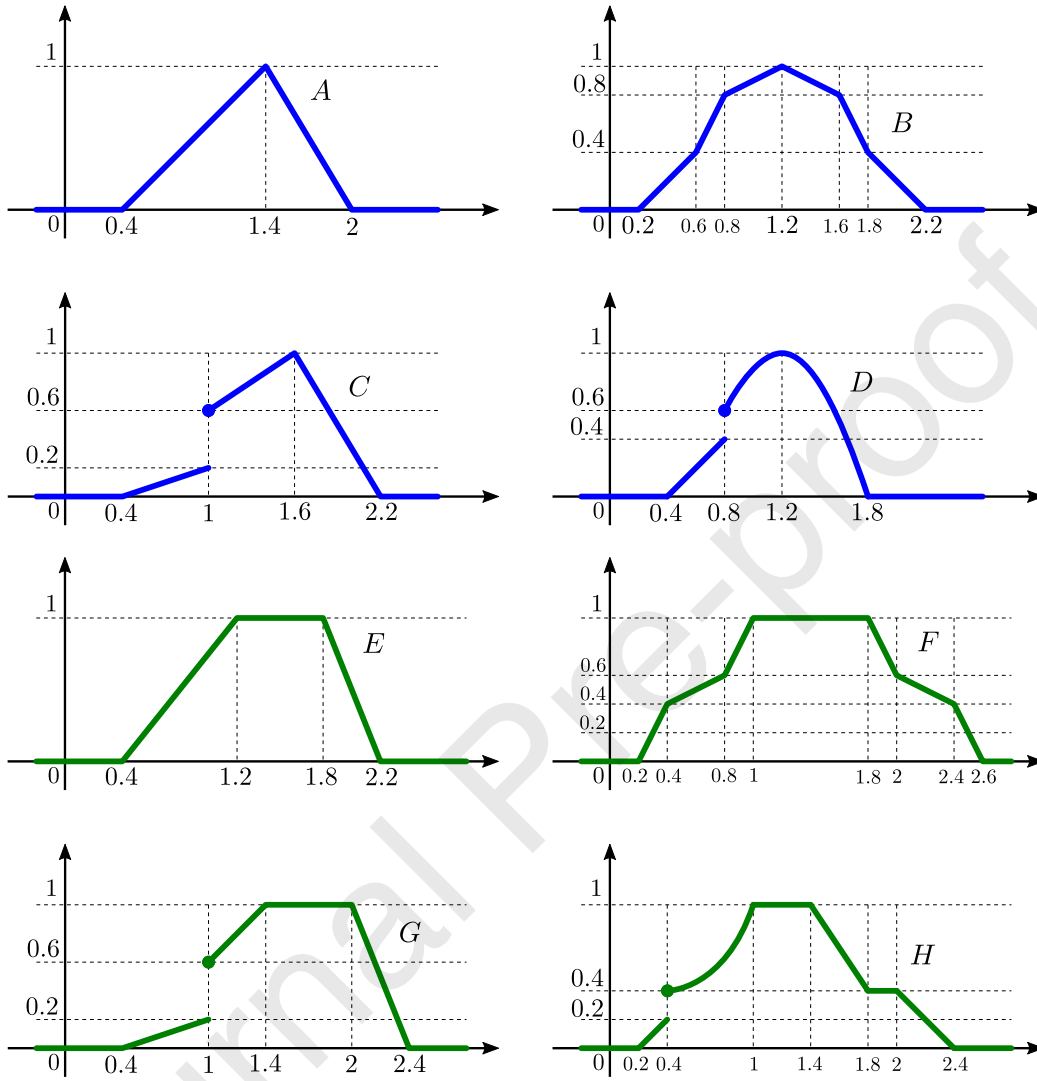 1
A
0 0.4 1.4 2
1
0.8
B
0.4
0 0.2 0.6 0.8 1.2 1.6 1.8 2.2
1
C
0.6
0.2
0 0.4 1 1.6 2.2
1
D
0.6
0.4
0 0.4 0.8 1.2 1.8
1
E
0 0.4 1.2 1.8 2.2
1
F
0.6
0.4
0.2
0 0.2 0.4 0.8 1 1.8 2 2.4 2.6
1
G
0.6
0.2
0 0.4 1 1.4 2 2.4
1
H
0.4
0.2
0 0.2 0.4 1 1.4 1.8 2 2.4
urnal Pre-proof